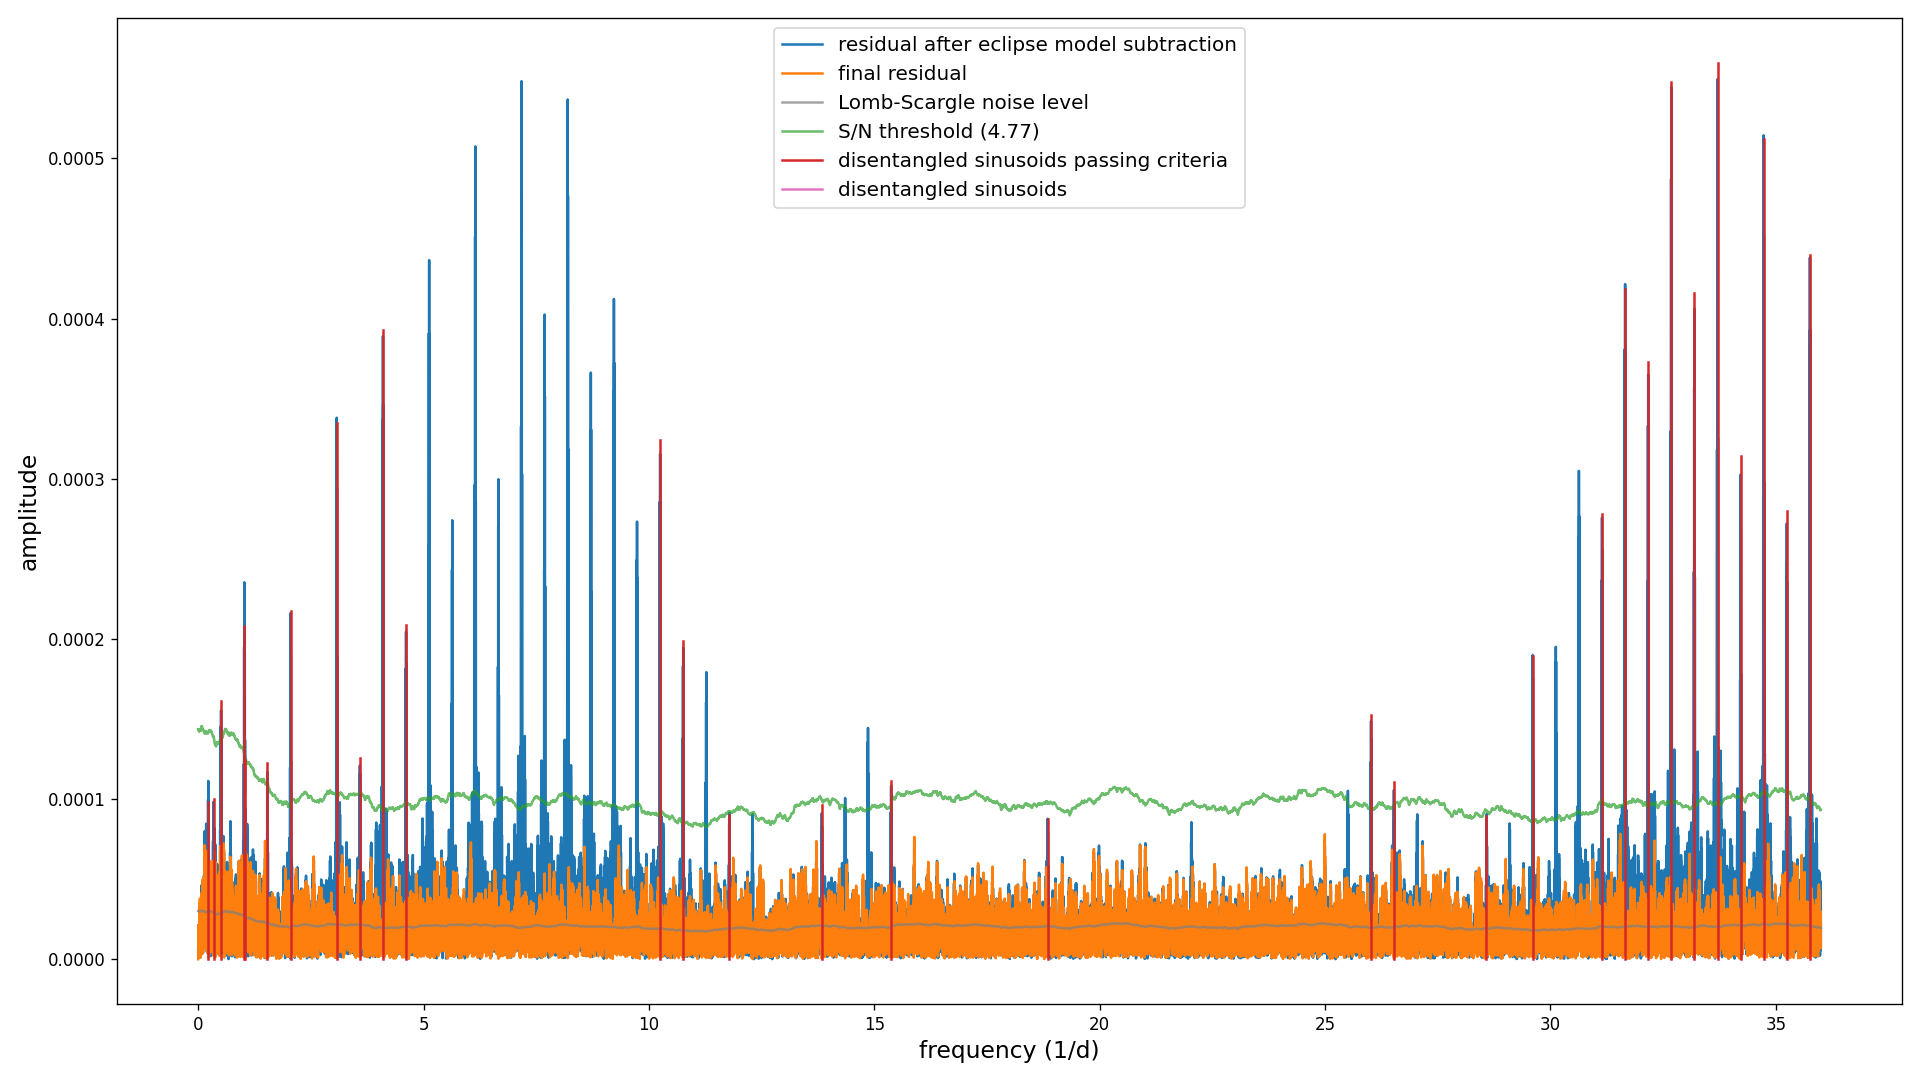 residual after eclipse model subtraction
final residual
Lomb-Scargle noise level
S/N threshold (4.77)
disentangled sinusoids passing criteria
disentangled sinusoids
amplitude
0.0005
0.0004
0.0003
0.0002
0.0001
0.0000
0 5 10 15 20 25 30 35
frequency (1/d)